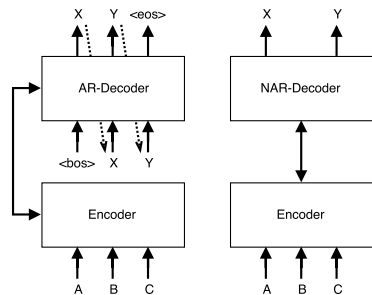 X Y <eos>
AR-Decoder
<bos> X Y
Encoder
A B C
X Y
NAR-Decoder
Encoder
A B C